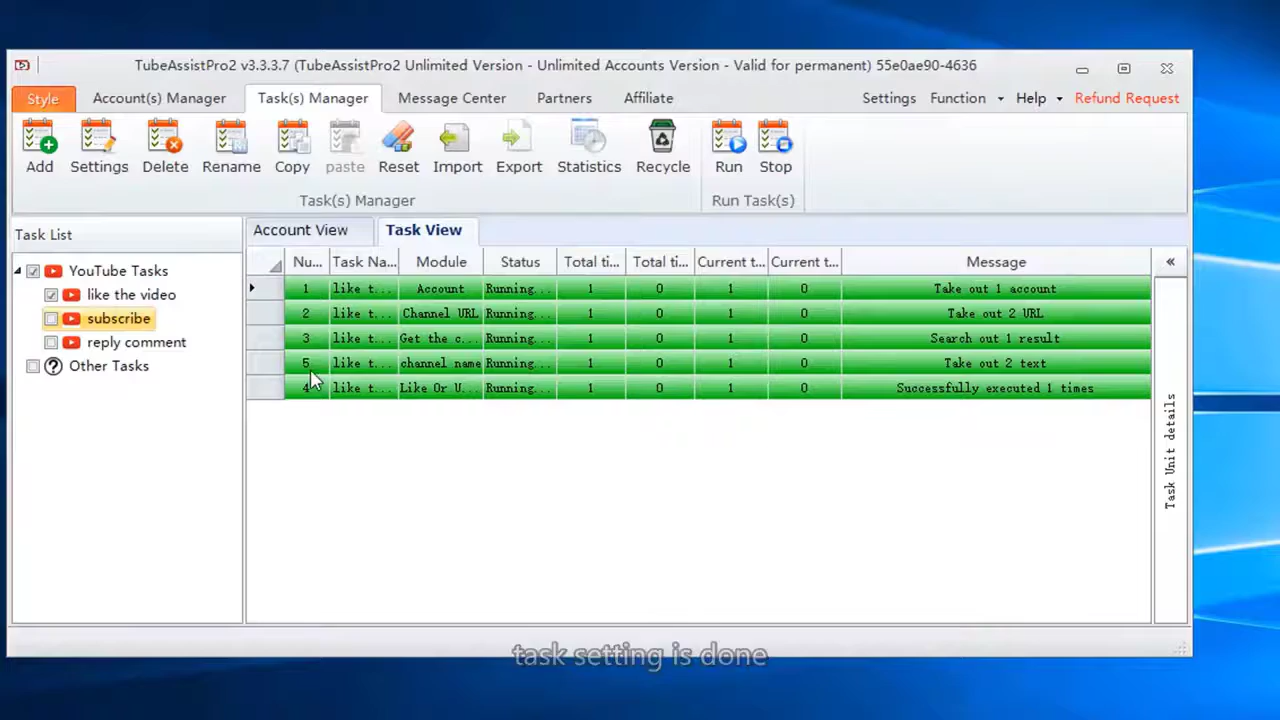 TubeAssistPro2 v3.3.3.7 (TubeAssistPro2 Unlimited Version - Unlimited Accounts Version - Valid for permanent) 55e0ae90-4636
Style Account(s) Manager Task(s) Manager Message Center Partners Affiliate Settings Function Help Refund Request
Add Settings Delete Rename Copy paste Reset Import Export Statistics Recycle Run Stop
Task(s) Manager Run Task(s)
Task List
Account View Task View
Nu... Task Na... Module Status Total ti... Total ti... Current t... Current t... Message «
YouTube Tasks
like the video
subscribe
reply comment
? Other Tasks
1 like t... Account Running... 1 0 1 0 Take out 1 account
2 like t... Channel URL Running... 1 0 1 0 Take out 2 URL
3 like t... Get the c... Running... 1 0 1 0 Search out 1 result
5 like t... channel name Running... 1 0 1 0 Take out 2 text
4 like t... Like Or U... Running... 1 0 1 0 Successfully executed 1 times
Task Unit details
task setting is done